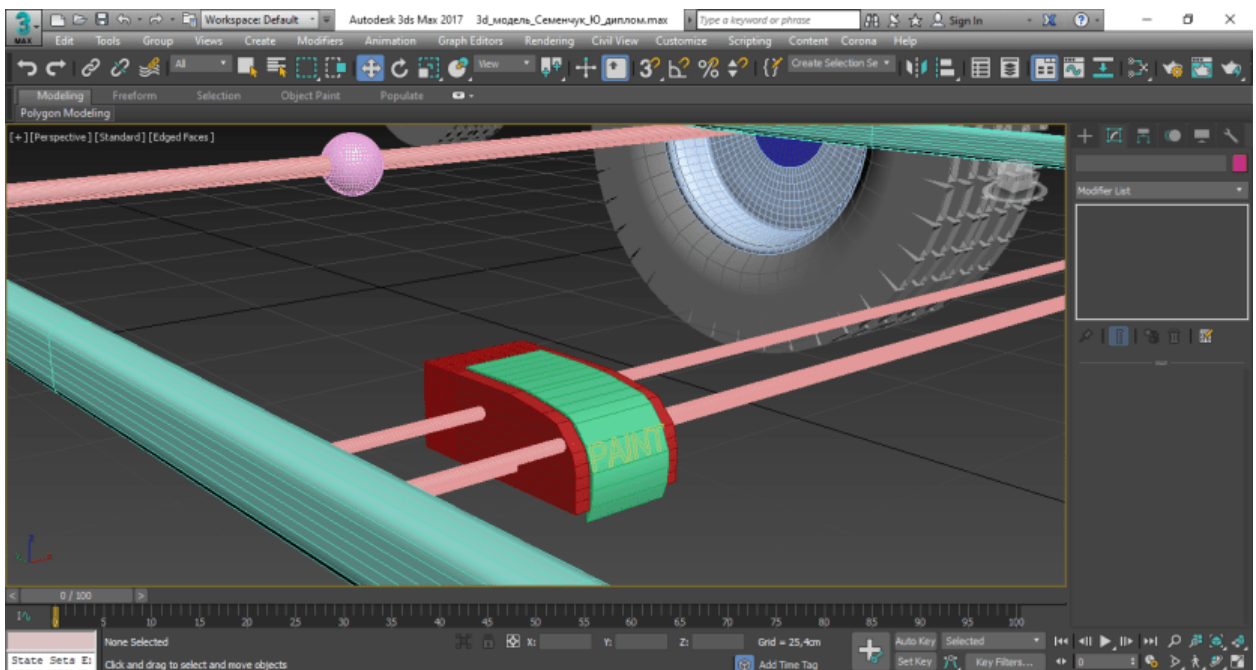 3 Workspace: Default Autodesk 3ds Max 2017 3d_модель_Семенчук_Ю_диплом.max Type a keyword or phrase Sign In
MAX Edit Tools Group Views Create Modifiers Animation Graph Editors Rendering Civil View Customize Scripting Content Corona Help
All View Create Selection Se
Modeling Freeform Selection Object Paint Populate
Polygon Modeling
[+][Perspective][Standard][Edged Faces]
Modifier List
PAINT
0 / 100
0 5 10 15 20 25 30 35 40 45 50 55 60 65 70 75 80 85 90 95 100
None Selected X: Y: Z: Grid = 25,4cm Auto Key Selected
State Sets E: Click and drag to select and move objects Add Time Tag Set Key Key Filters... 0